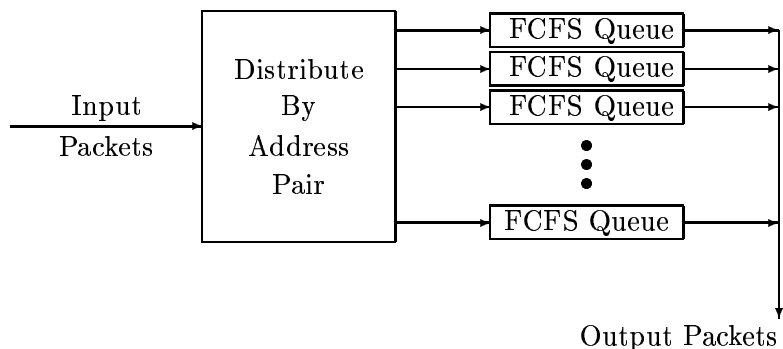 Input
Packets
Distribute
By
Address
Pair
FCFS Queue
FCFS Queue
FCFS Queue
FCFS Queue
Output Packets